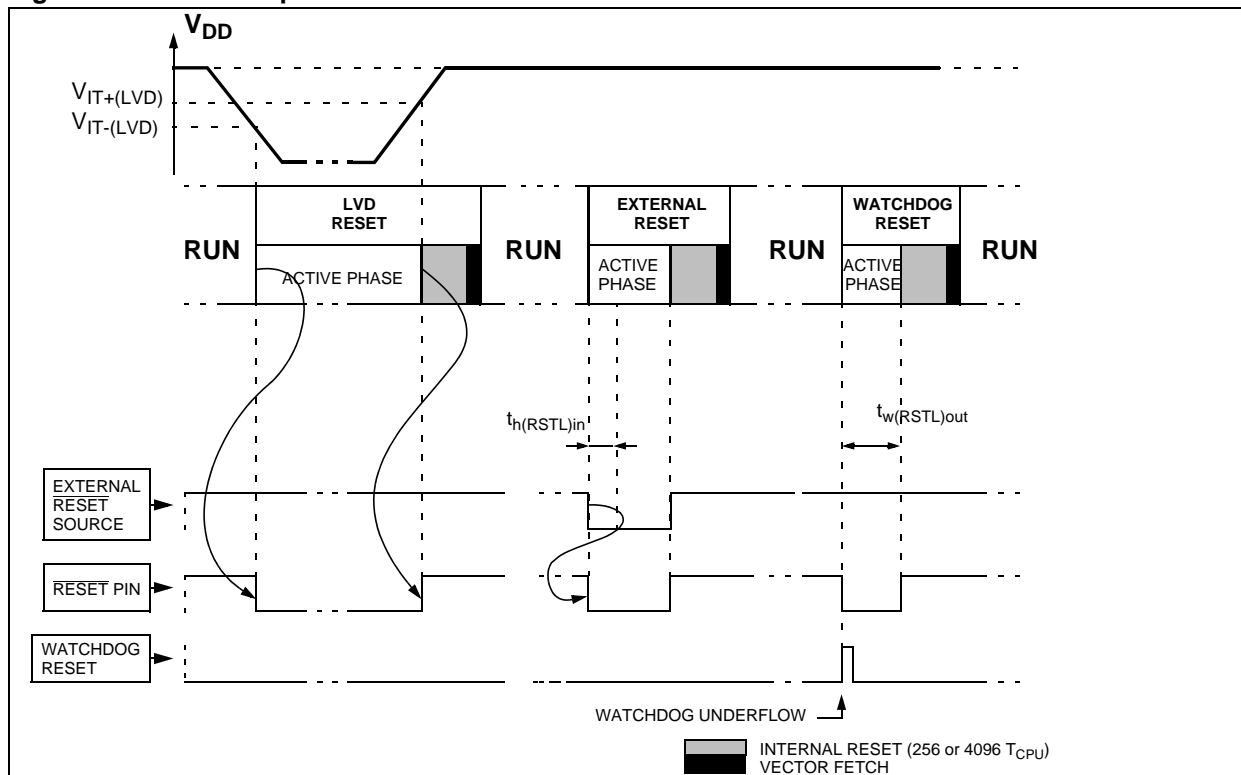 V_DD
V_IT+(LVD)
V_IT-(LVD)
LVD
RESET
EXTERNAL
RESET
WATCHDOG
RESET
RUN
ACTIVE PHASE
RUN
ACTIVE
PHASE
RUN
ACTIVE
PHASE
RUN
t_h(RSTL)in
t_w(RSTL)out
EXTERNAL
RESET
SOURCE
RESET PIN
WATCHDOG
RESET
WATCHDOG UNDERFLOW
INTERNAL RESET (256 or 4096 T_CPU)
VECTOR FETCH